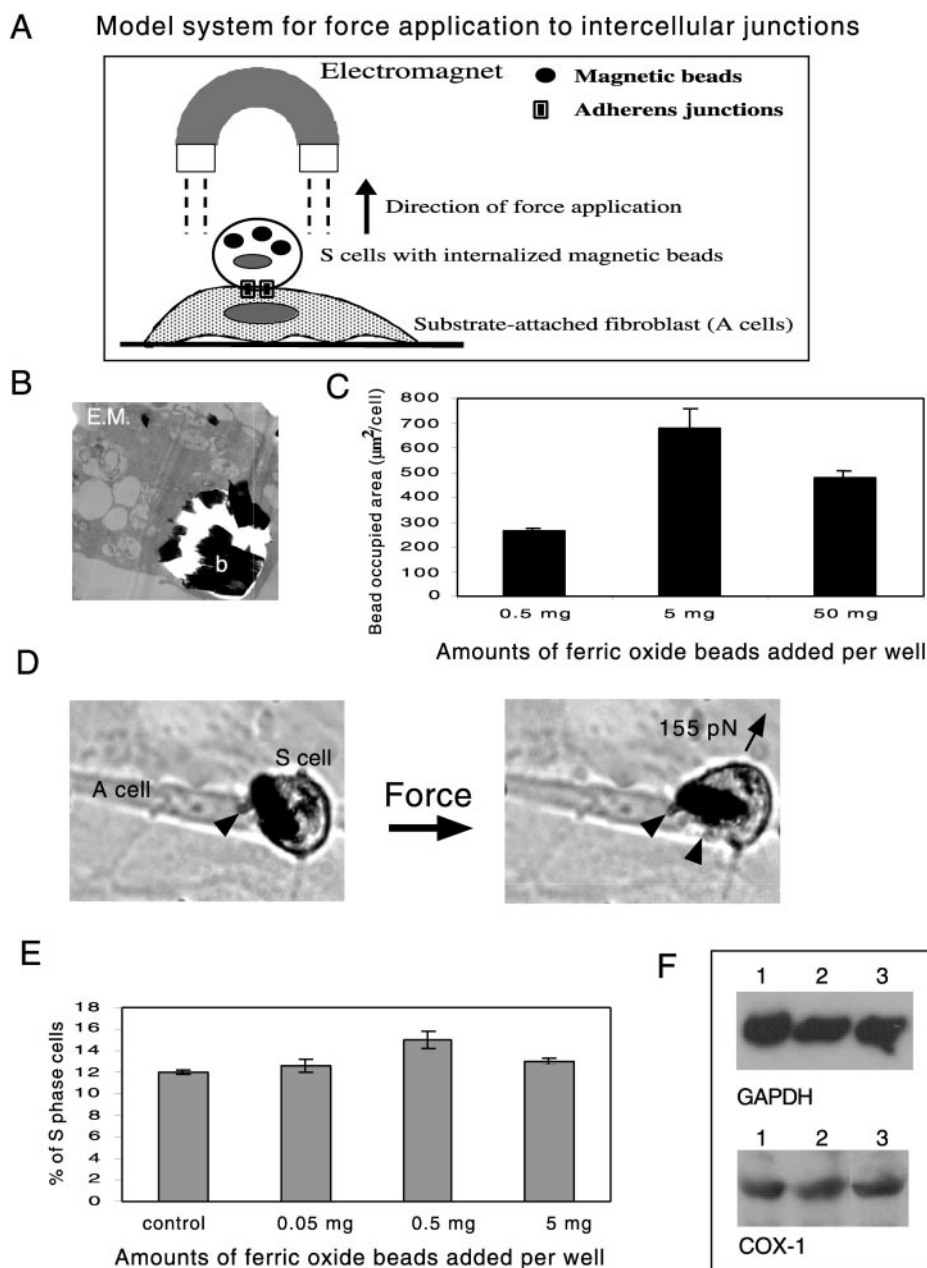 A
Model system for force application to intercellular junctions
Electromagnet
Magnetic beads
Adherens junctions
Direction of force application
S cells with internalized magnetic beads
Substrate-attached fibroblast (A cells)
B
E.M.
b
C
Bead occupied area (µm²/cell)
800
700
600
500
400
300
200
100
0
0.5 mg
5 mg
50 mg
Amounts of ferric oxide beads added per well
D
A cell
S cell
Force
155 pN
E
% of S phase cells
18
16
14
12
10
8
6
4
2
0
control
0.05 mg
0.5 mg
5 mg
Amounts of ferric oxide beads added per well
F
1 2 3
GAPDH
1 2 3
COX-1